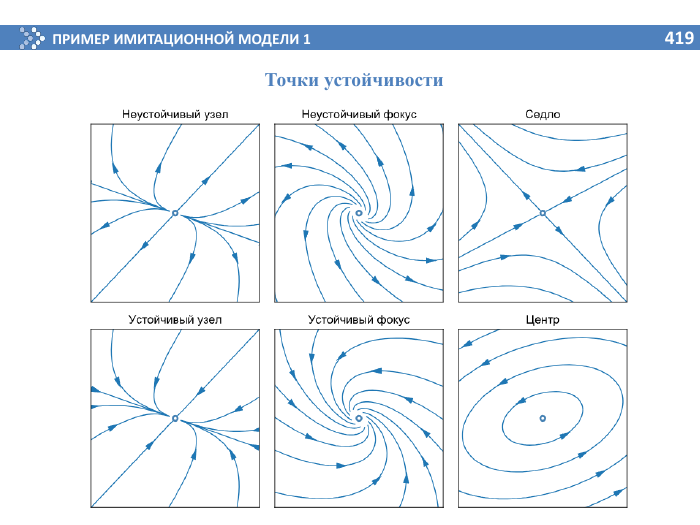 ПРИМЕР ИМИТАЦИОННОЙ МОДЕЛИ 1 419
Точки устойчивости
Неустойчивый узел Неустойчивый фокус Седло
Устойчивый узел Устойчивый фокус Центр